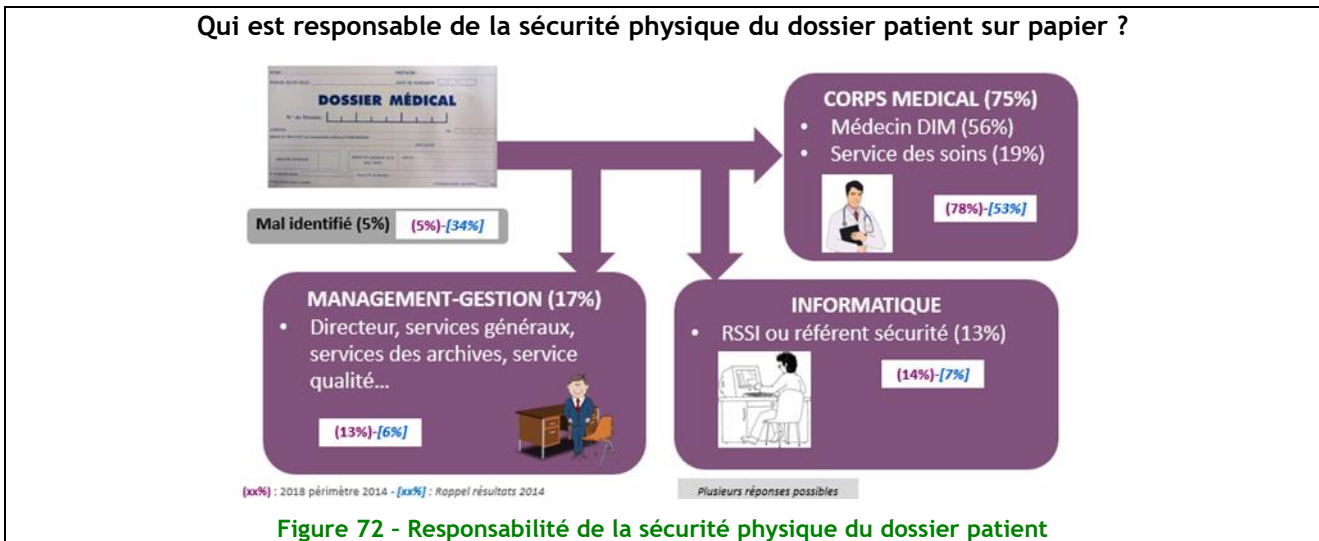 Qui est responsable de la sécurité physique du dossier patient sur papier ?
DOSSIER MÉDICAL
CORPS MEDICAL (75%)
• Médecin DIM (56%)
• Service des soins (19%)
(78%)-[53%]
Mal identifié (5%) (5%)-[34%]
MANAGEMENT-GESTION (17%)
• Directeur, services généraux,
services des archives, service
qualité...
(13%)-[6%]
INFORMATIQUE
• RSSI ou référent sécurité (13%)
(14%)-[7%]
(xx%) : 2018 périmètre 2014 - [xx%] : Rappel résultats 2014
Plusieurs réponses possibles
Figure 72 - Responsabilité de la sécurité physique du dossier patient